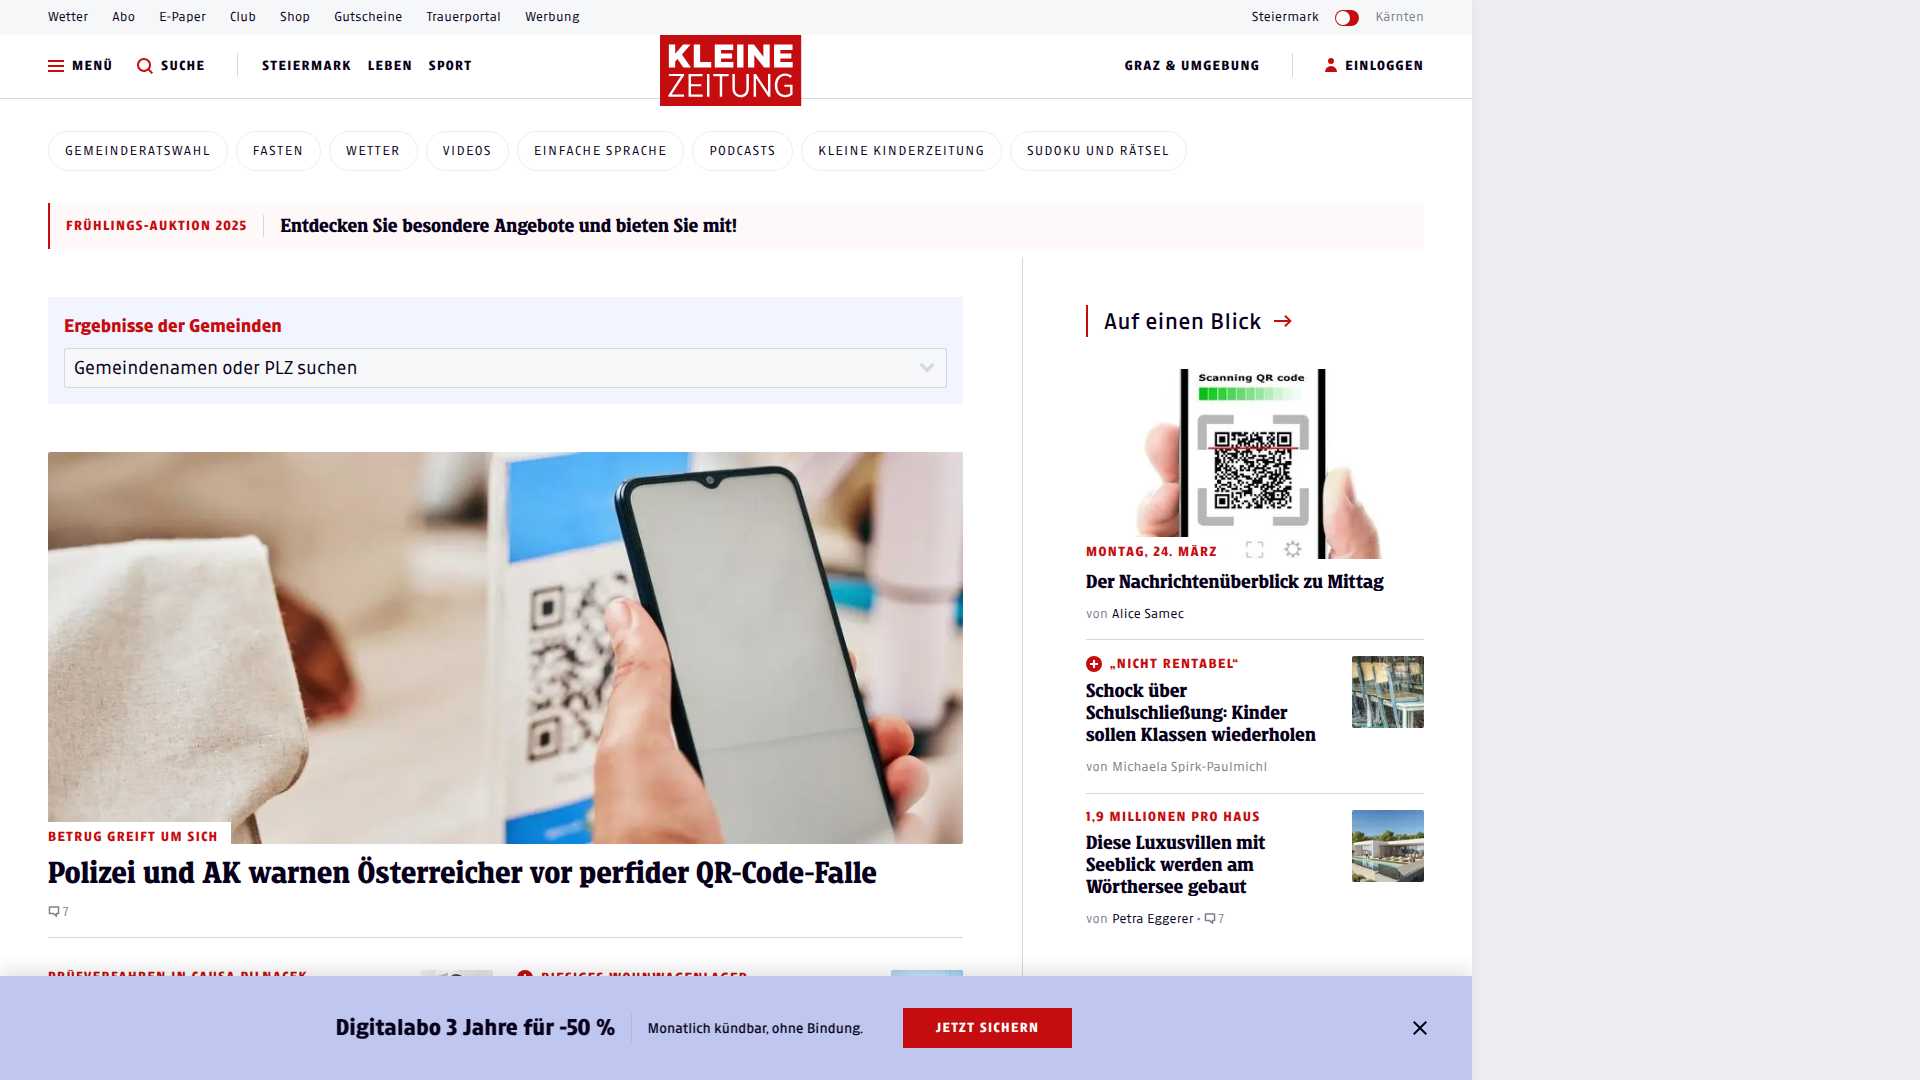 Wetter Abo E-Paper Club Shop Gutscheine Trauerportal Werbung Steiermark Kärnten
MENÜ SUCHE STEIERMARK LEBEN SPORT KLEINE ZEITUNG GRAZ & UMGEBUNG EINLOGGEN
GEMEINDERATSWAHL FASTEN WETTER VIDEOS EINFACHE SPRACHE PODCASTS KLEINE KINDERZEITUNG SUDOKU UND RÄTSEL
FRÜHLINGS-AUKTION 2025 Entdecken Sie besondere Angebote und bieten Sie mit!
Ergebnisse der Gemeinden
Gemeindenamen oder PLZ suchen
BETRUG GREIFT UM SICH
Polizei und AK warnen Österreicher vor perfider QR-Code-Falle
7
PRÜFVERFAHREN IN CAUSA PILNACEK
RIESIGES WOHNWAGENLAGER
Auf einen Blick
Scanning QR code
MONTAG, 24. MÄRZ
Der Nachrichtenüberblick zu Mittag
von Alice Samec
„NICHT RENTABEL“
Schock über
Schulschließung: Kinder
sollen Klassen wiederholen
von Michaela Spirk-Paulmichl
1,9 MILLIONEN PRO HAUS
Diese Luxusvillen mit
Seeblick werden am
Wörthersee gebaut
von Petra Eggerer • 7
Digitalabo 3 Jahre für -50 % Monatlich kündbar, ohne Bindung. JETZT SICHERN